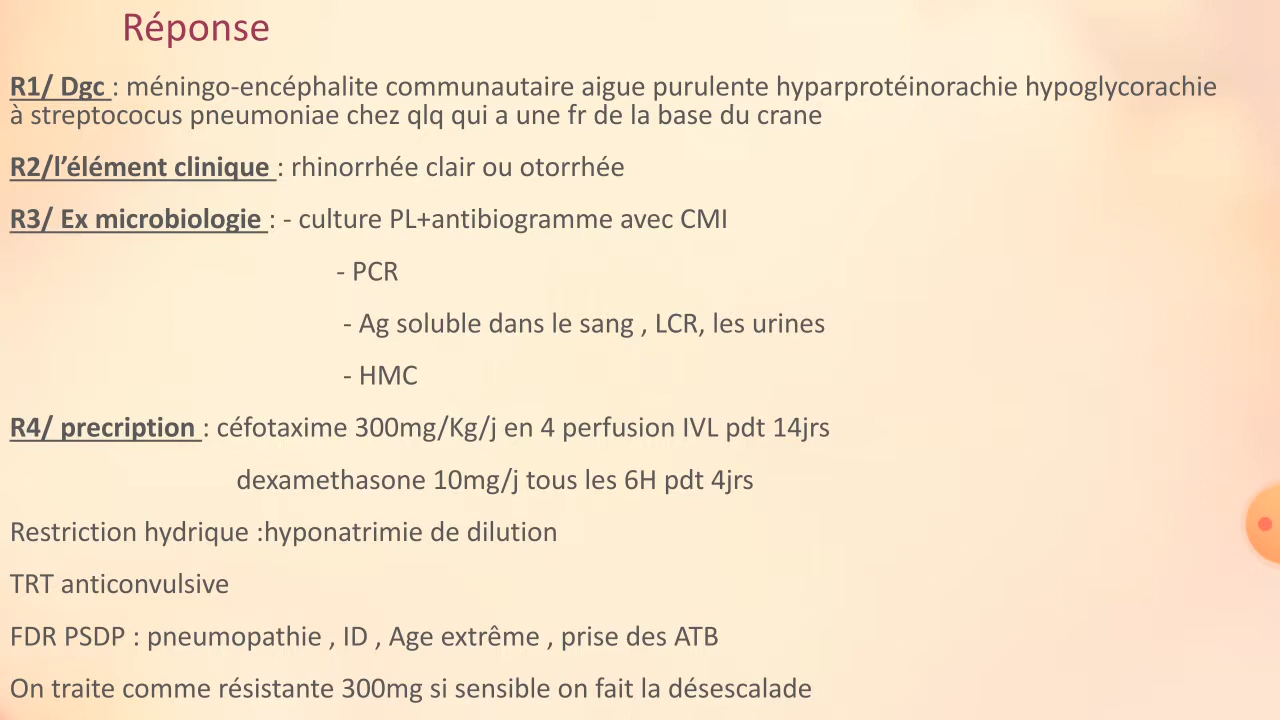 Réponse
R1/ Dgc : méningo-encéphalite communautaire aigue purulente hyparprotéinorachie hypoglycorachie
à streptococus pneumoniae chez qlq qui a une fr de la base du crane
R2/l'élément clinique : rhinorrhée clair ou otorrhée
R3/ Ex microbiologie : - culture PL+antibiogramme avec CMI
- PCR
- Ag soluble dans le sang , LCR, les urines
- HMC
R4/ precription : céfotaxime 300mg/Kg/j en 4 perfusion IVL pdt 14jrs
dexamethasone 10mg/j tous les 6H pdt 4jrs
Restriction hydrique :hyponatrimie de dilution
TRT anticonvulsive
FDR PSDP : pneumopathie , ID , Age extrême , prise des ATB
On traite comme résistante 300mg si sensible on fait la désescalade